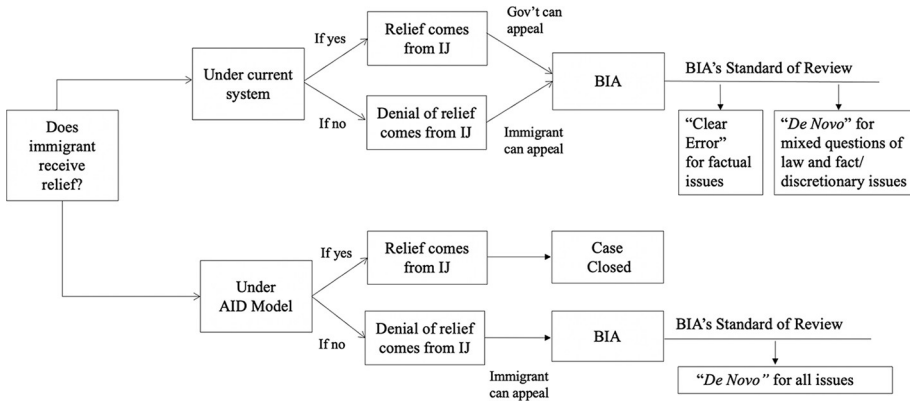 Does
immigrant
receive
relief?
Under current
system
If yes
Relief comes
from IJ
Gov’t can
appeal
If no
Denial of relief
comes from IJ
Immigrant
can appeal
BIA
BIA’s Standard of Review
“Clear
Error”
for factual
issues
“De Novo” for
mixed questions of
law and fact/
discretionary issues
Under
AID Model
If yes
Relief comes
from IJ
Case
Closed
If no
Denial of relief
comes from IJ
Immigrant
can appeal
BIA
BIA’s Standard of Review
“De Novo” for all issues